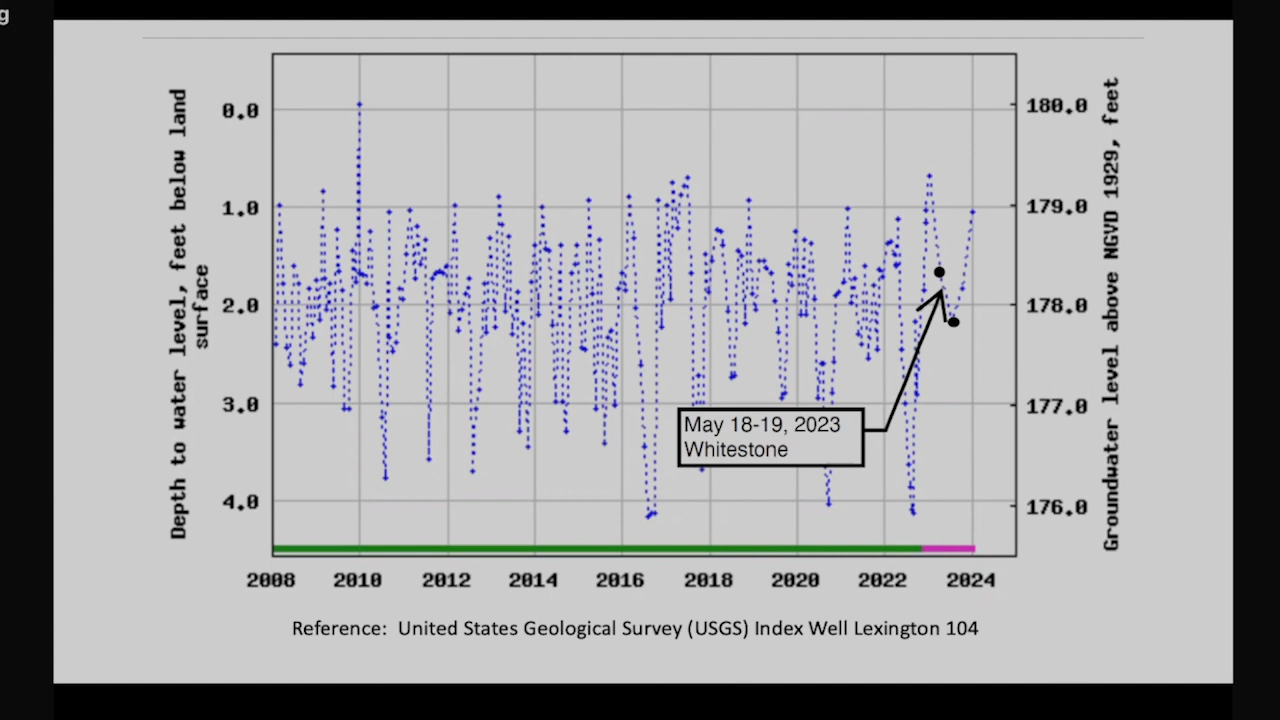 g
Depth to water level, feet below land
surface
0.0
1.0
2.0
3.0
4.0
180.0
179.0
178.0
177.0
176.0
Groundwater level above NGVD 1929, feet
May 18-19, 2023
Whitestone
2008 2010 2012 2014 2016 2018 2020 2022 2024
Reference: United States Geological Survey (USGS) Index Well Lexington 104